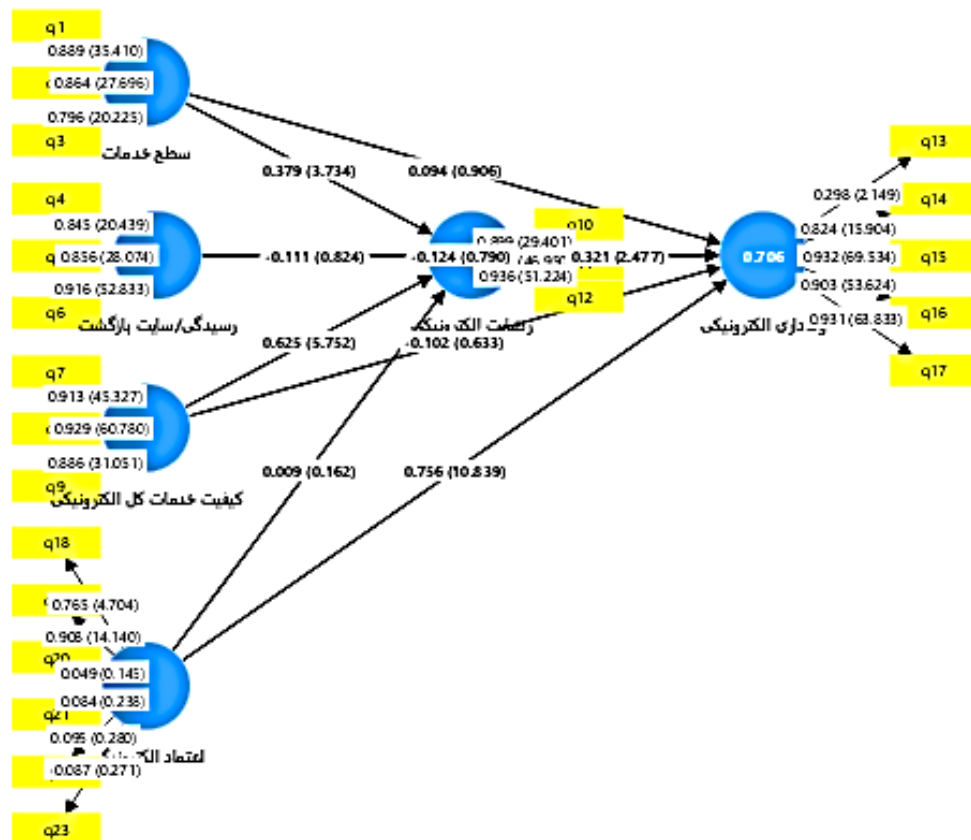 q1
0.889 (35.410)
0.864 (27.696)
0.796 (20.225)
q3
سطح خدمات
q4
0.845 (20.439)
0.856 (28.074)
0.916 (52.833)
q6
رسیدگی/سایت بازگشت
q7
0.913 (45.327)
0.929 (60.780)
0.886 (31.051)
q9
کیفیت خدمات کل الکترونیکی
q18
0.765 (4.704)
0.908 (14.140)
q20
0.049 (0.145)
0.084 (0.238)
q21
0.095 (0.280)
0.087 (0.271)
q23
اعتماد
0.379 (3.734)
0.094 (0.906)
-0.111 (0.824)
-0.124 (0.790)
0.321 (2.477)
0.625 (5.752)
-0.102 (0.633)
0.009 (0.162)
0.756 (10.839)
q10
(29.401)
0.936 (51.224)
q12
0.706
الکترونیکی
q13
0.298 (2.149)
q14
0.824 (15.904)
0.932 (69.534)
q15
0.903 (53.624)
q16
0.931 (63.833)
q17